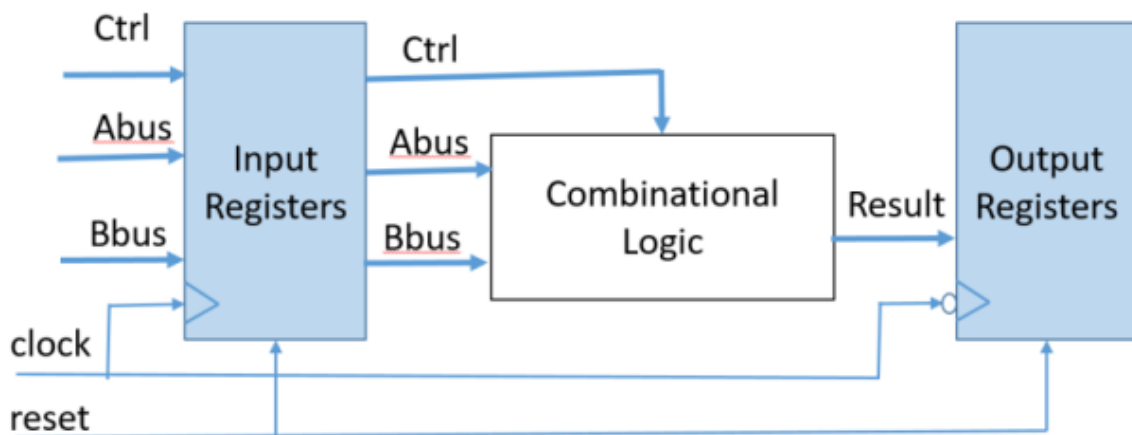 Ctrl
Abus
Bbus
Input
Registers
Ctrl
Abus
Bbus
Combinational
Logic
Result
Output
Registers
clock
reset